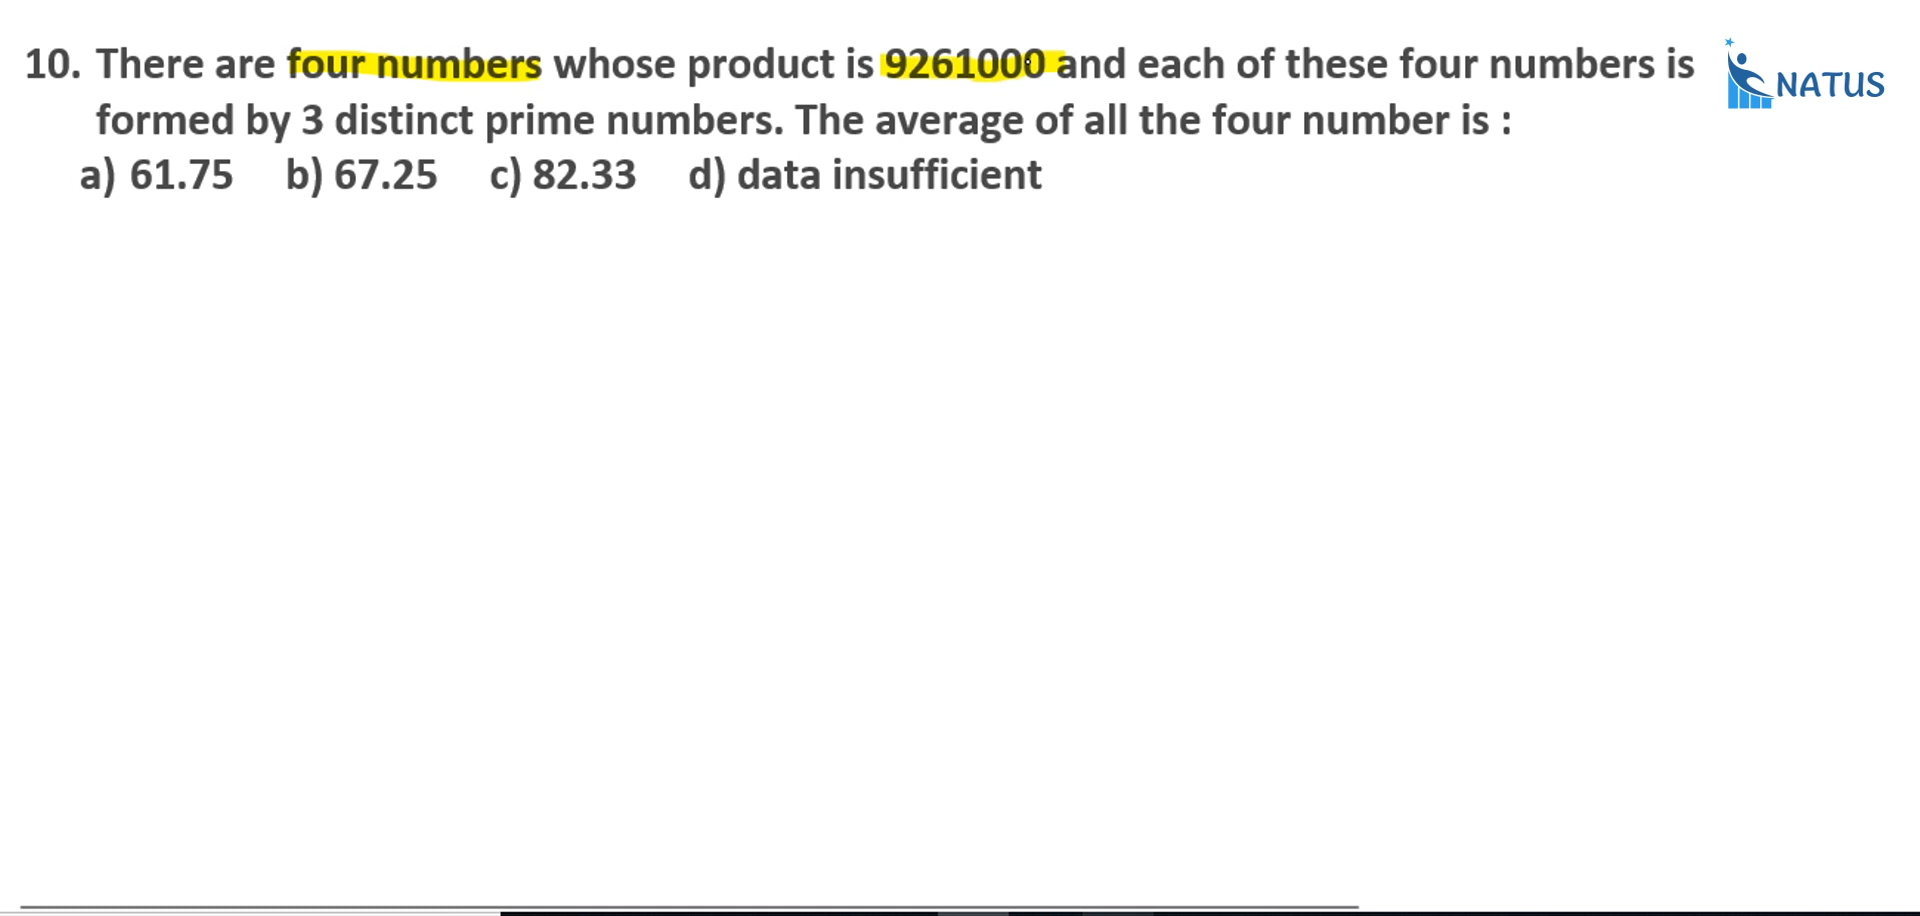 10. There are four numbers whose product is 9261000 and each of these four numbers is
formed by 3 distinct prime numbers. The average of all the four number is :
a) 61.75 b) 67.25 c) 82.33 d) data insufficient
NATUS